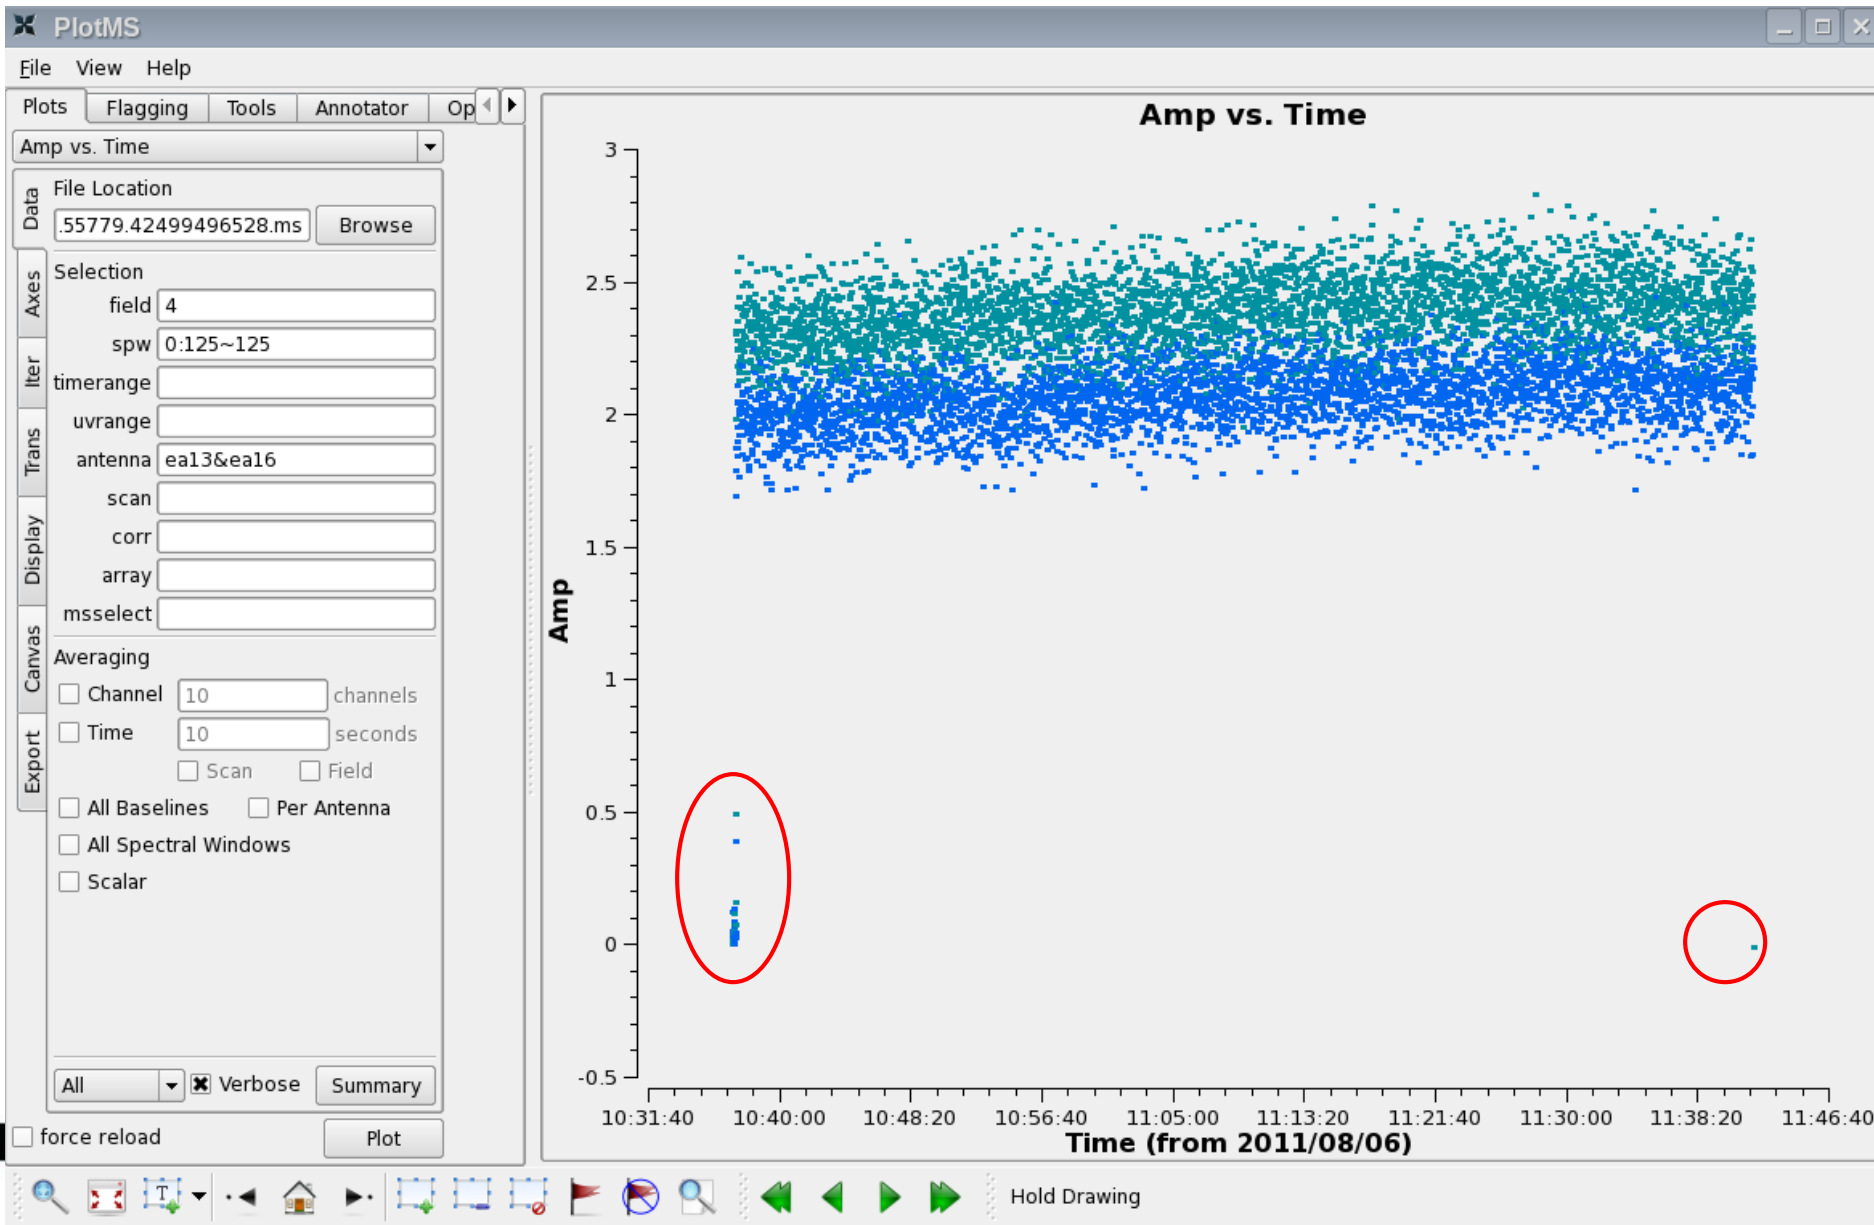 PlotMS
File View Help
Plots Flagging Tools Annotator Op
Amp vs. Time
Data
Axes
Iter
Trans
Display
Canvas
Export
File Location
.55779.42499496528.ms Browse
Selection
field 4
spw 0:125~125
timerange
uvrange
antenna ea13&ea16
scan
corr
array
msselect
Averaging
Channel 10 channels
Time 10 seconds
Scan Field
All Baselines Per Antenna
All Spectral Windows
Scalar
All Verbose Summary
force reload Plot
Amp vs. Time
Amp
3
2.5
2
1.5
1
0.5
0
-0.5
10:31:40 10:40:00 10:48:20 10:56:40 11:05:00 11:13:20 11:21:40 11:30:00 11:38:20 11:46:40
Time (from 2011/08/06)
T
Hold Drawing